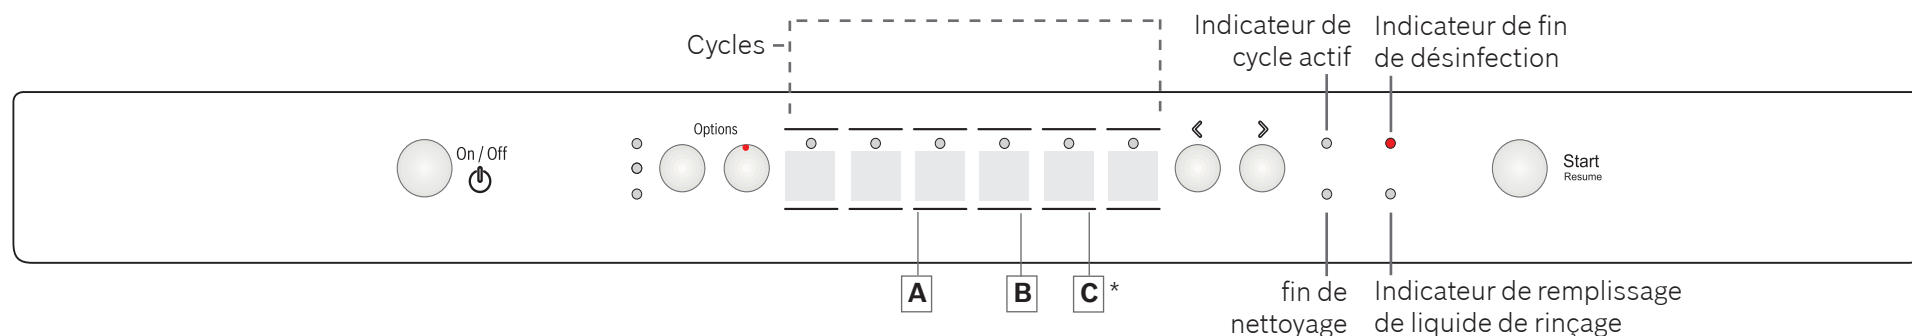 Indicateur de
cycle actif
Indicateur de fin
de désinfection
Cycles
Options
On / Off
Start
Resume
A
B
C *
fin de
nettoyage
Indicateur de remplissage
de liquide de rinçage